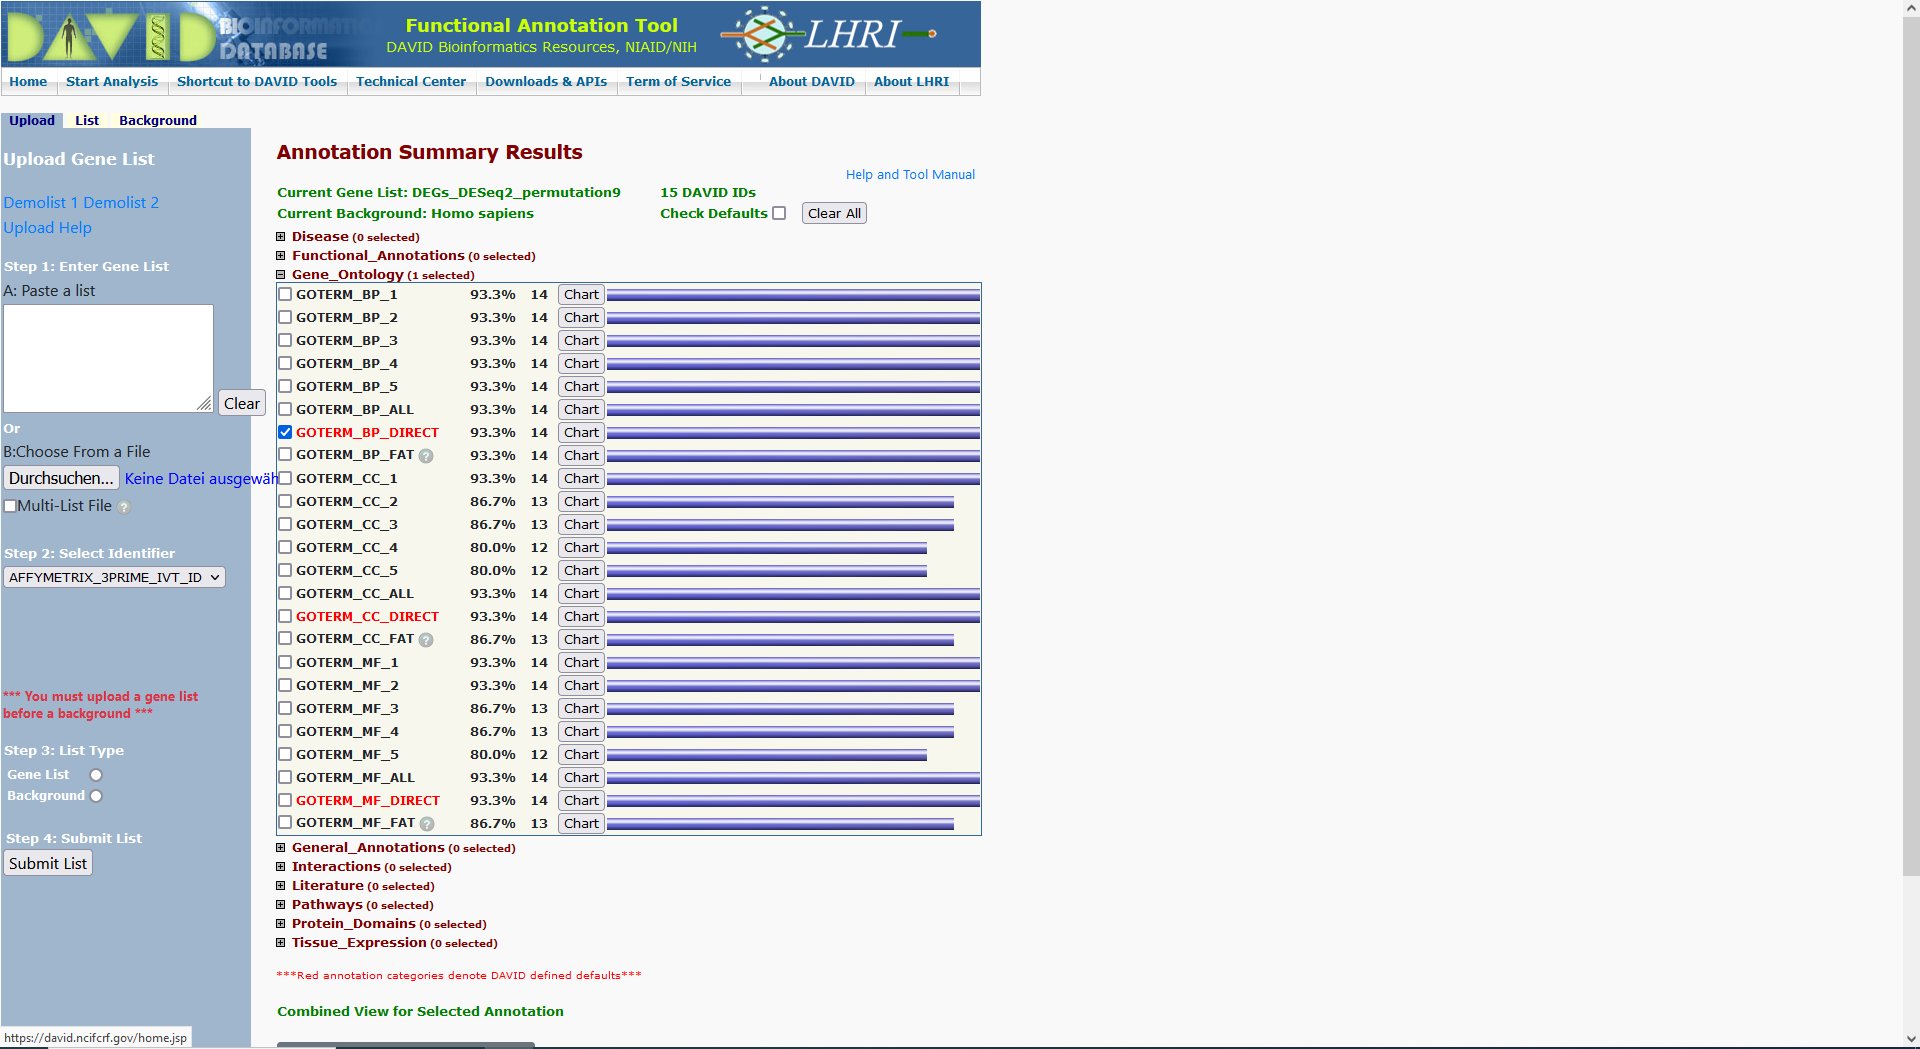 DAVID BIOINFORMATICS
DATABASE
Functional Annotation Tool
DAVID Bioinformatics Resources, NIAID/NIH
LHRI
Home Start Analysis Shortcut to DAVID Tools Technical Center Downloads & APIs Term of Service About DAVID About LHRI
Upload List Background
Upload Gene List
Demolist 1 Demolist 2
Upload Help
Step 1: Enter Gene List
A: Paste a list
Clear
Or
B:Choose From a File
Durchsuchen... Keine Datei ausgewäh
Multi-List File ?
Step 2: Select Identifier
AFFYMETRIX_3PRIME_IVT_ID
*** You must upload a gene list
before a background ***
Step 3: List Type
Gene List
Background
Step 4: Submit List
Submit List
Annotation Summary Results
Help and Tool Manual
Current Gene List: DEGs_DESeq2_permutation9 15 DAVID IDs
Current Background: Homo sapiens Check Defaults Clear All
Disease (0 selected)
Functional_Annotations (0 selected)
Gene_Ontology (1 selected)
GOTERM_BP_1 93.3% 14 Chart
GOTERM_BP_2 93.3% 14 Chart
GOTERM_BP_3 93.3% 14 Chart
GOTERM_BP_4 93.3% 14 Chart
GOTERM_BP_5 93.3% 14 Chart
GOTERM_BP_ALL 93.3% 14 Chart
GOTERM_BP_DIRECT 93.3% 14 Chart
GOTERM_BP_FAT ? 93.3% 14 Chart
GOTERM_CC_1 93.3% 14 Chart
GOTERM_CC_2 86.7% 13 Chart
GOTERM_CC_3 86.7% 13 Chart
GOTERM_CC_4 80.0% 12 Chart
GOTERM_CC_5 80.0% 12 Chart
GOTERM_CC_ALL 93.3% 14 Chart
GOTERM_CC_DIRECT 93.3% 14 Chart
GOTERM_CC_FAT ? 86.7% 13 Chart
GOTERM_MF_1 93.3% 14 Chart
GOTERM_MF_2 93.3% 14 Chart
GOTERM_MF_3 86.7% 13 Chart
GOTERM_MF_4 86.7% 13 Chart
GOTERM_MF_5 80.0% 12 Chart
GOTERM_MF_ALL 93.3% 14 Chart
GOTERM_MF_DIRECT 93.3% 14 Chart
GOTERM_MF_FAT ? 86.7% 13 Chart
General_Annotations (0 selected)
Interactions (0 selected)
Literature (0 selected)
Pathways (0 selected)
Protein_Domains (0 selected)
Tissue_Expression (0 selected)
***Red annotation categories denote DAVID defined defaults***
Combined View for Selected Annotation
https://david.ncifcrf.gov/home.jsp